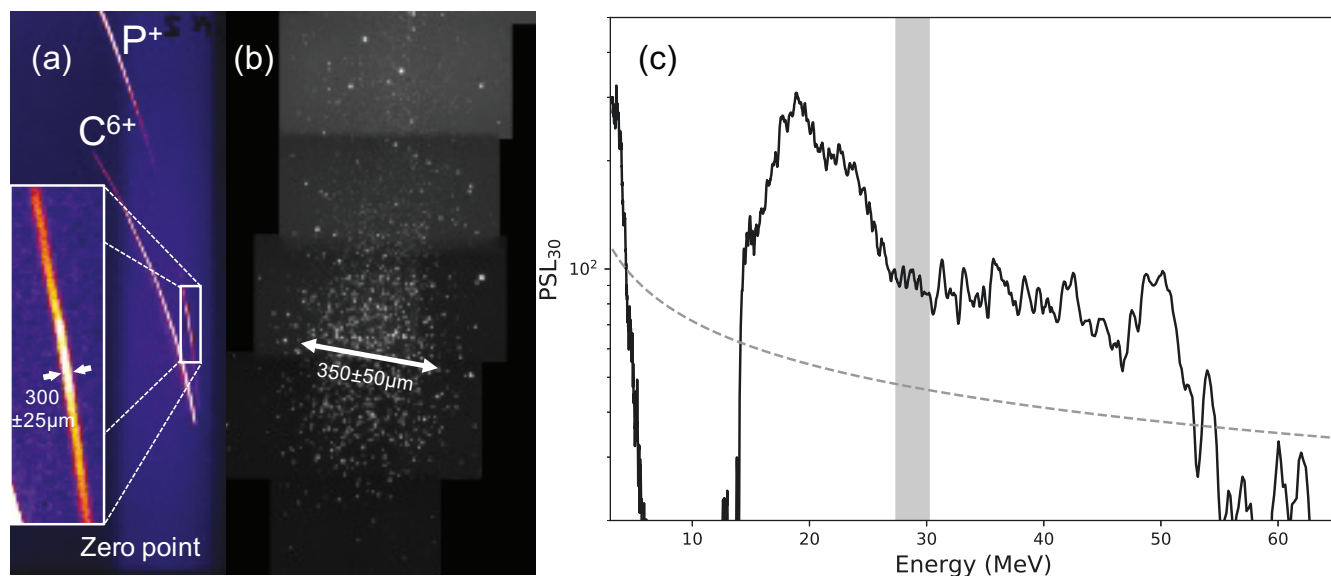 (a)
P⁺
C⁶⁺
300
±25μm
Zero point
(b)
350±50μm
(c)
PSL₃₀
10²
10
20
30
40
50
60
Energy (MeV)